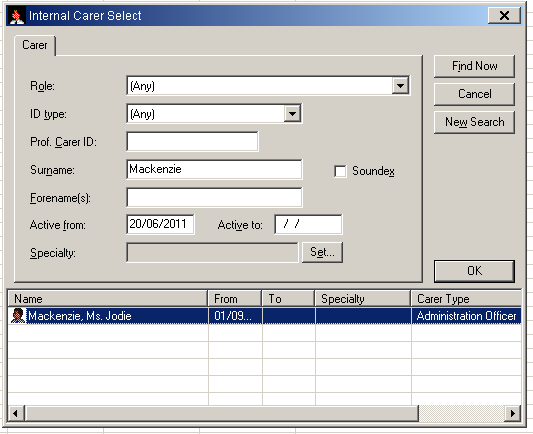 Internal Carer Select
Carer
Role: (Any)
Find Now
Cancel
ID type: (Any)
New Search
Prof. Carer ID:
Surname: Mackenzie Soundex
Forename(s):
Active from: 20/06/2011 Active to: / /
Specialty: Set...
OK
Name From To Specialty Carer Type
Mackenzie, Ms. Jodie 01/09... Administration Officer